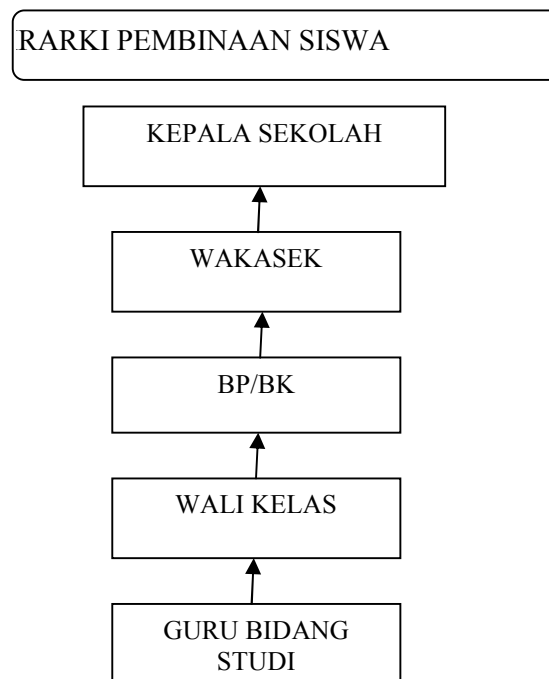 RARKI PEMBINAAN SISWA
KEPALA SEKOLAH
WAKASEK
BP/BK
WALI KELAS
GURU BIDANG
STUDI